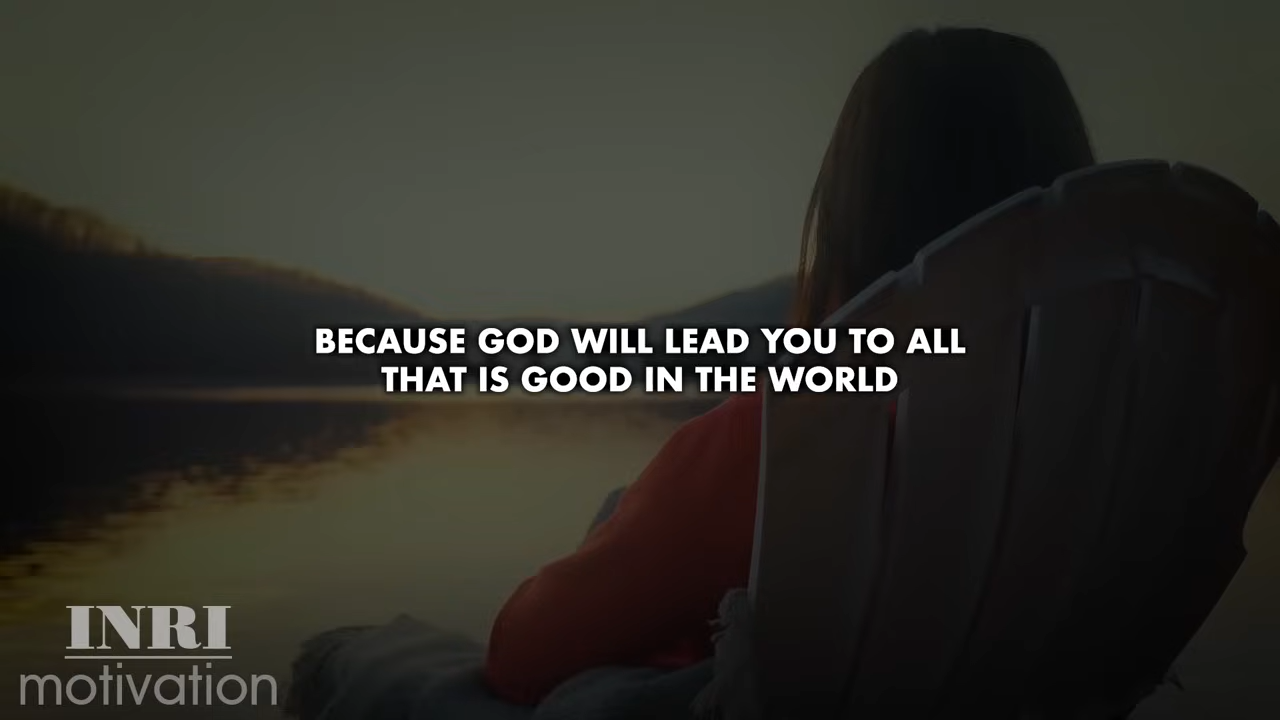 BECAUSE GOD WILL LEAD YOU TO ALL
THAT IS GOOD IN THE WORLD
INRI
motivation